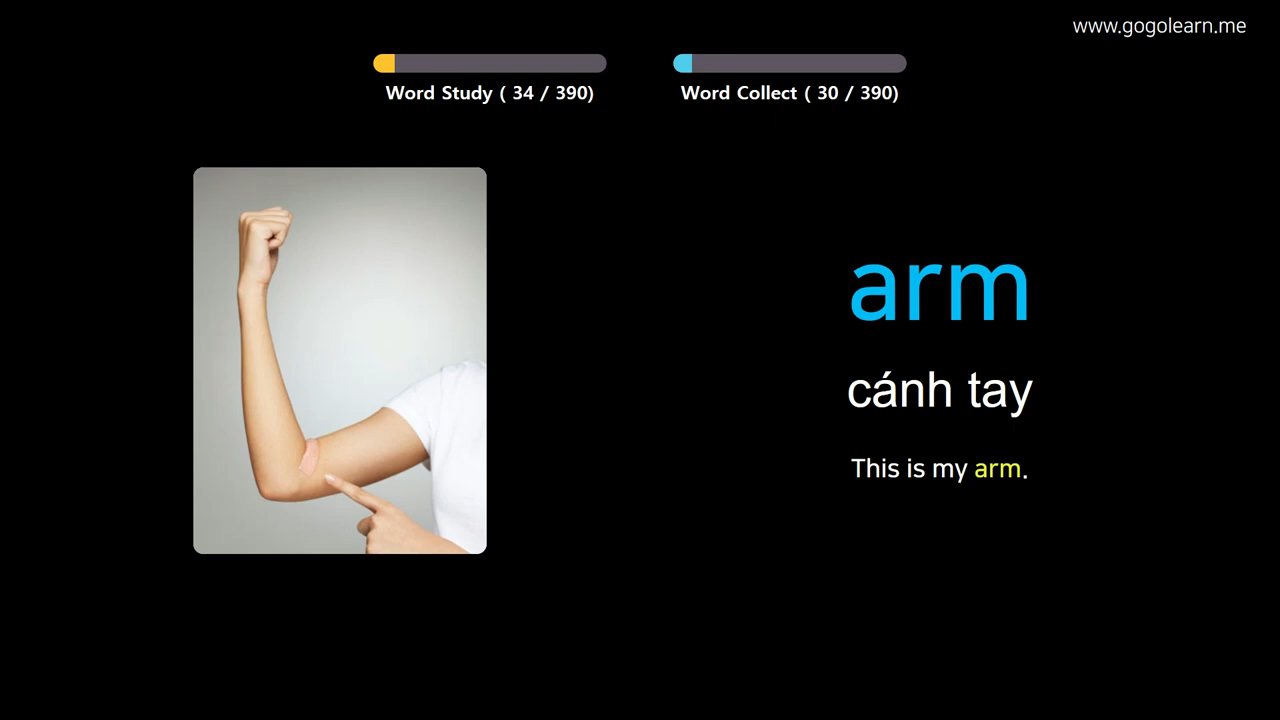 www.gogolearn.me
Word Study ( 34 / 390)
Word Collect ( 30 / 390)
arm
cánh tay
This is my arm.